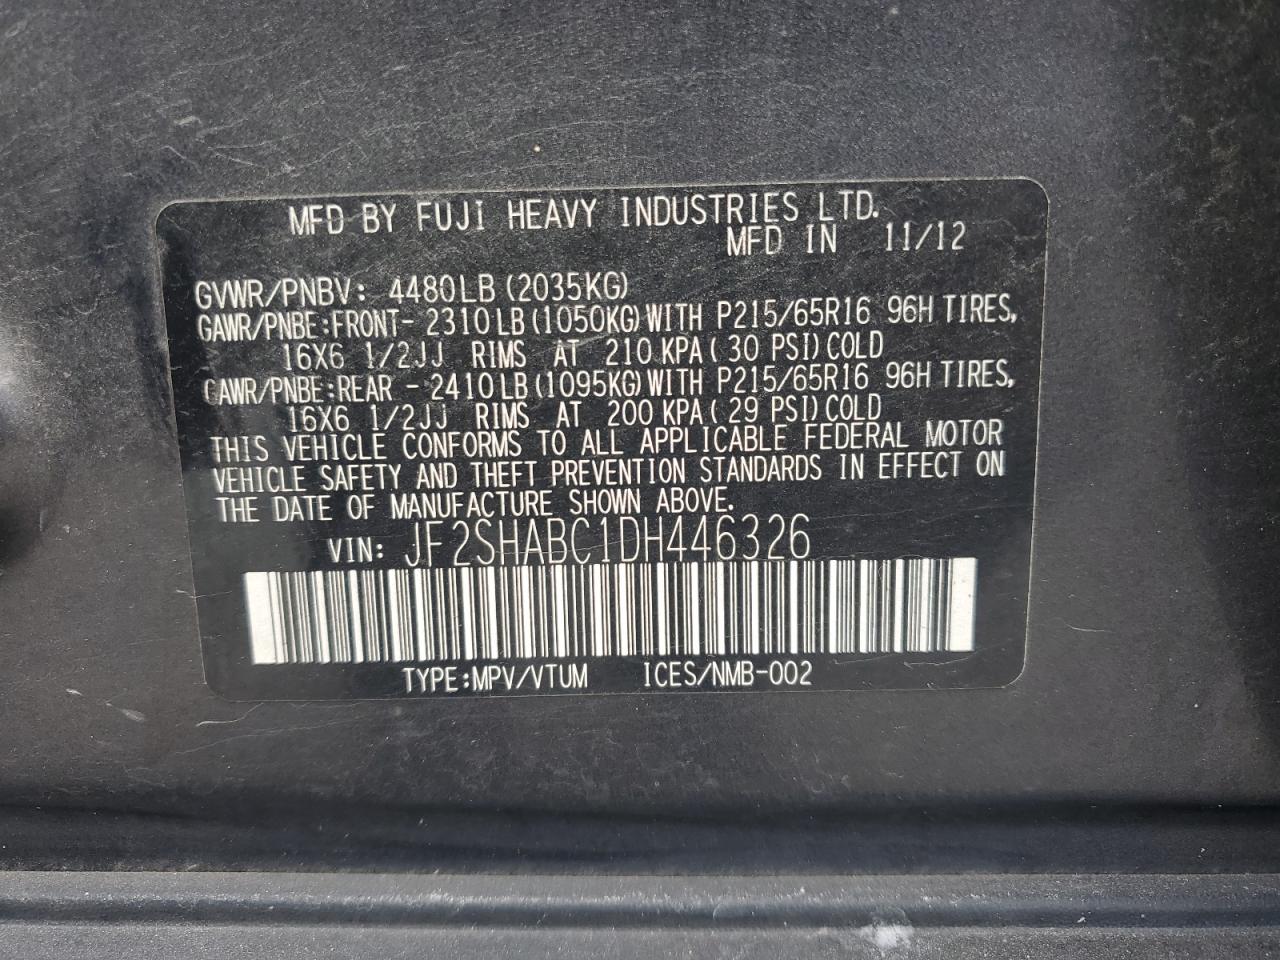 MFD BY FUJI HEAVY INDUSTRIES LTD.
MFD IN 11/12
GVWR/PNBV: 4480LB (2035KG)
GAWR/PNBE:FRONT- 2310LB(1050KG)WITH P215/65R16 96H TIRES,
16X6 1/2JJ RIMS AT 210 KPA(30 PSI)COLD
GAWR/PNBE:REAR - 2410LB(1095KG)WITH P215/65R16 96H TIRES,
16X6 1/2JJ RIMS AT 200 KPA(29 PSI)COLD
THIS VEHICLE CONFORMS TO ALL APPLICABLE FEDERAL MOTOR
VEHICLE SAFETY AND THEFT PREVENTION STANDARDS IN EFFECT ON
THE DATE OF MANUFACTURE SHOWN ABOVE.
VIN: JF2SHABC1DH446326
TYPE:MPV/VTUM ICES/NMB-002